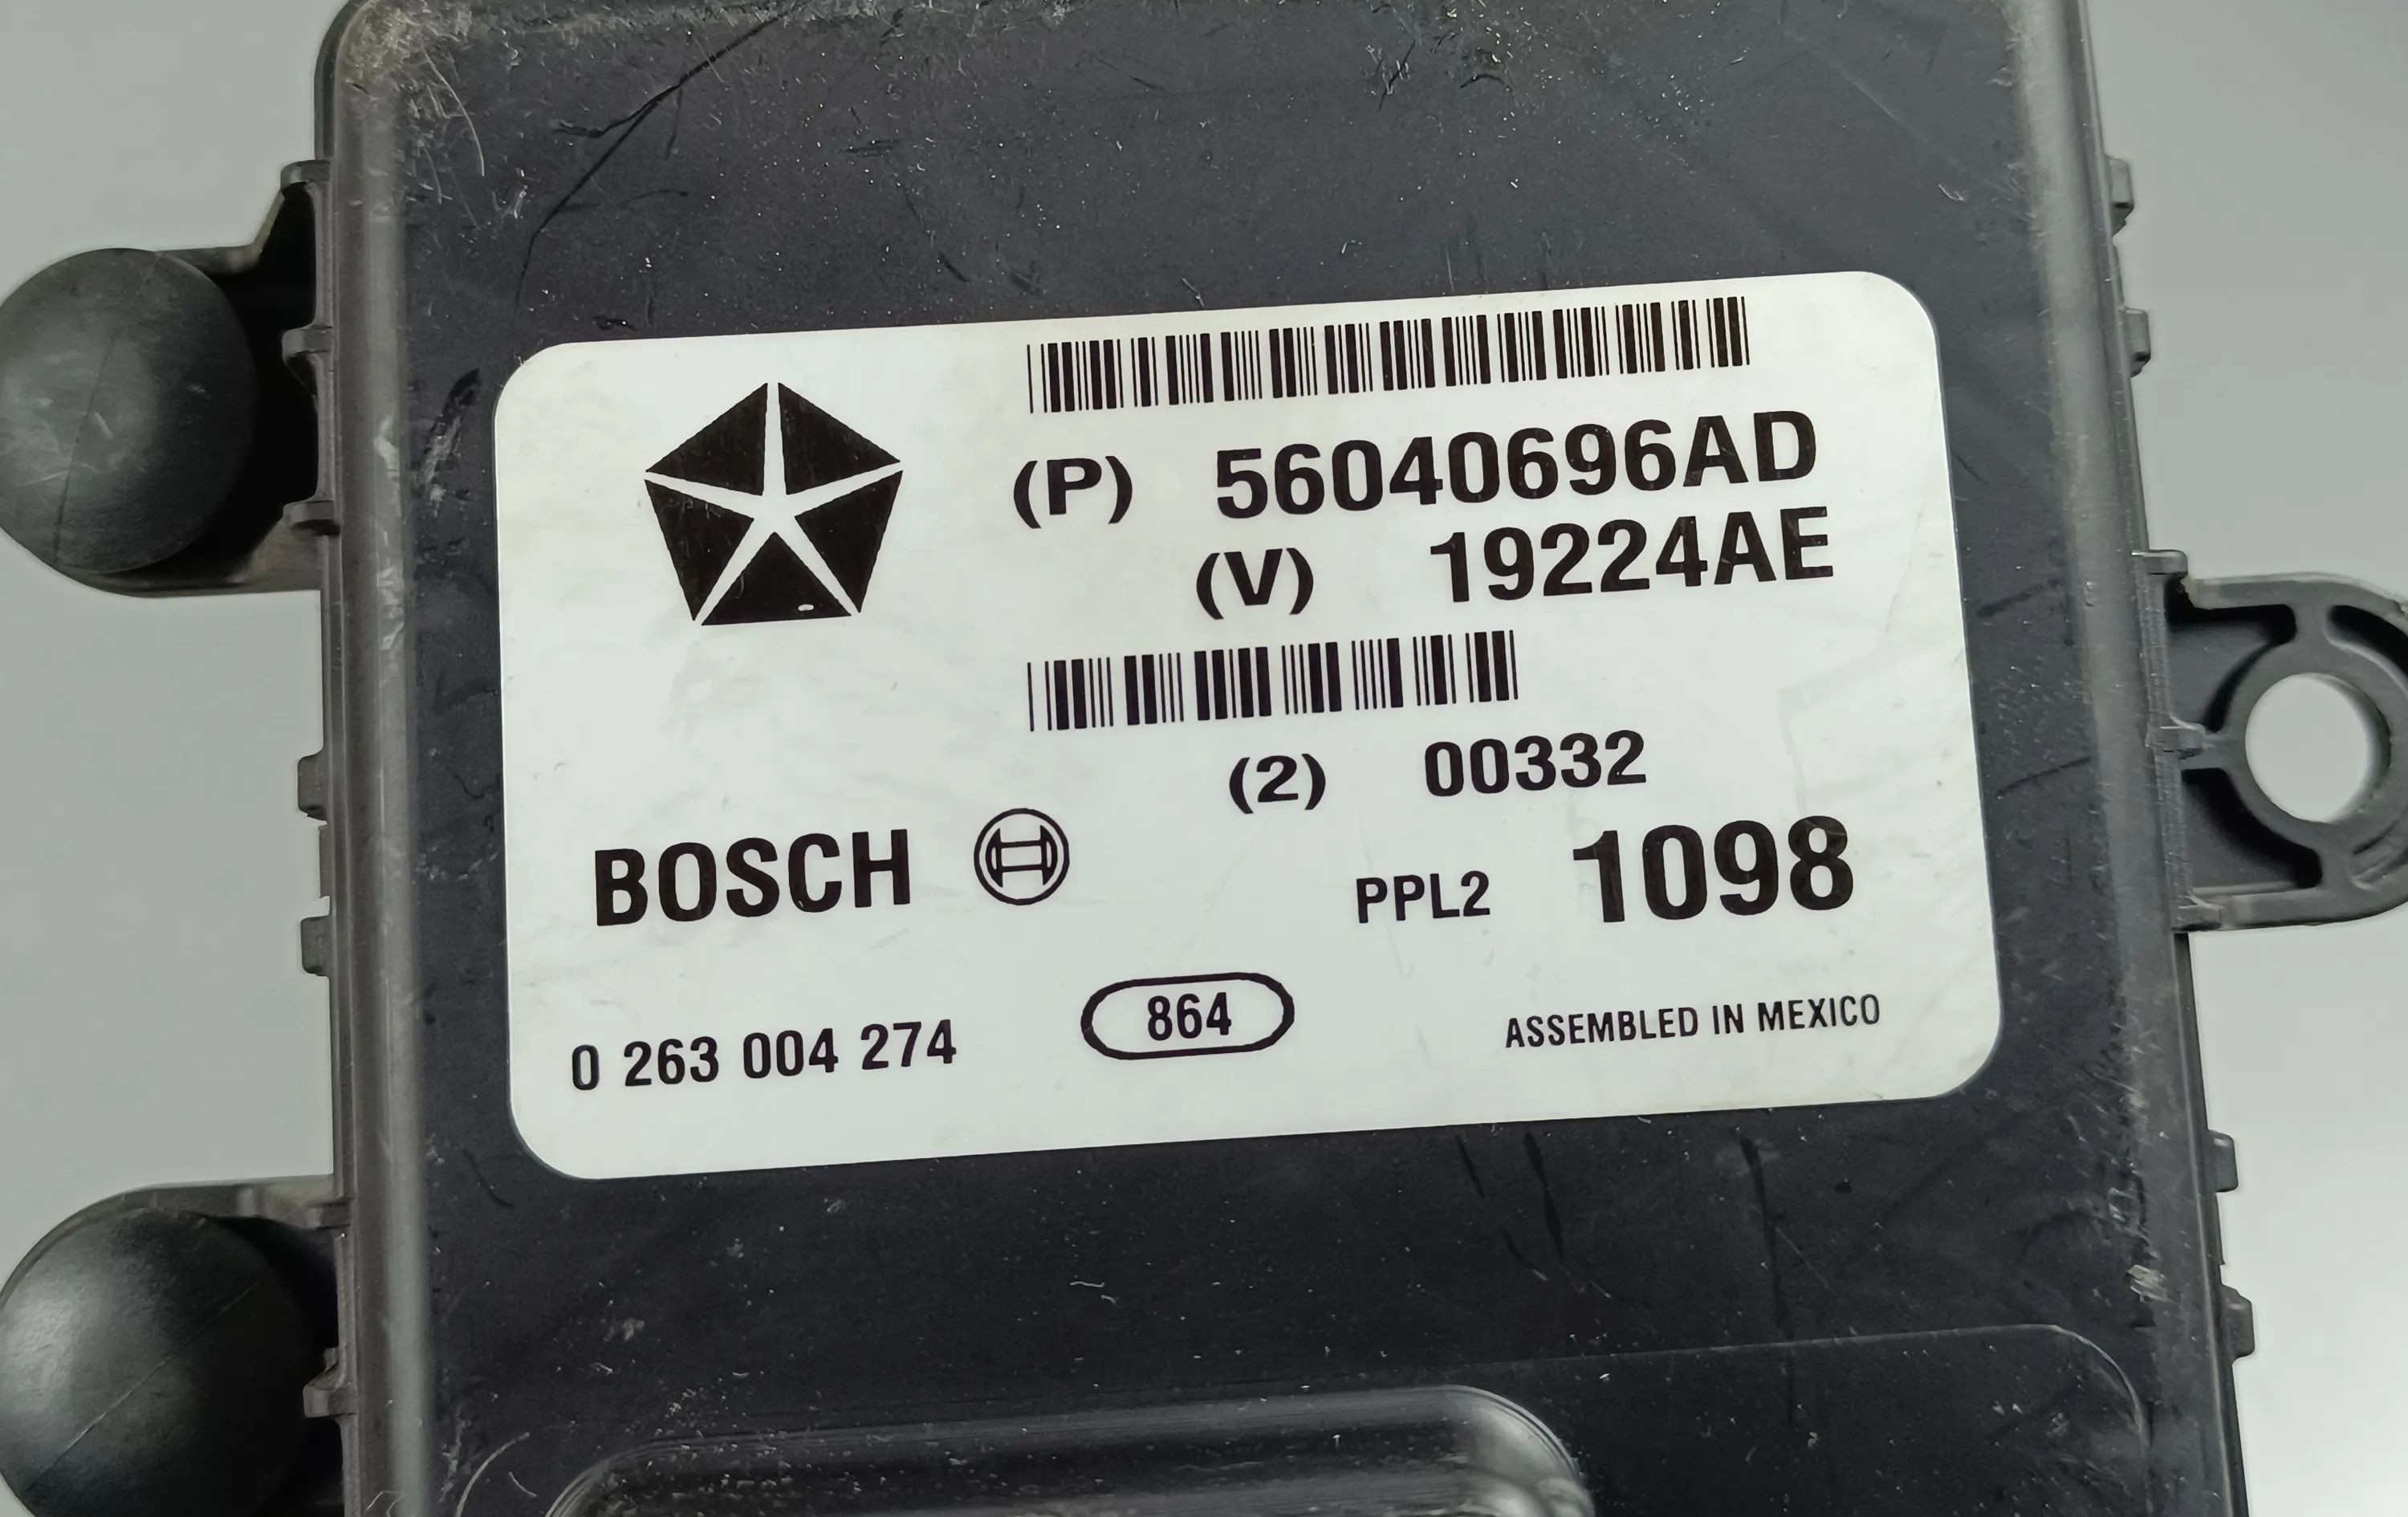 (P) 56040696AD
(V) 19224AE
(2) 00332
BOSCH
PPL2 1098
0 263 004 274
864
ASSEMBLED IN MEXICO